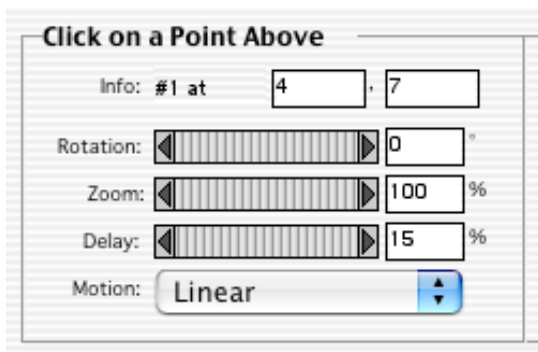 Click on a Point Above
Info: #1 at 4 , 7
Rotation: 0 °
Zoom: 100 %
Delay: 15 %
Motion: Linear